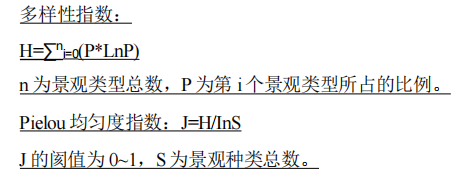 多样性指数：
H=∑ⁿᵢ₌₀(P*LnP)
n 为景观类型总数，P 为第 i 个景观类型所占的比例。
Pielou 均匀度指数：J=H/InS
J 的阈值为 0~1，S 为景观种类总数。